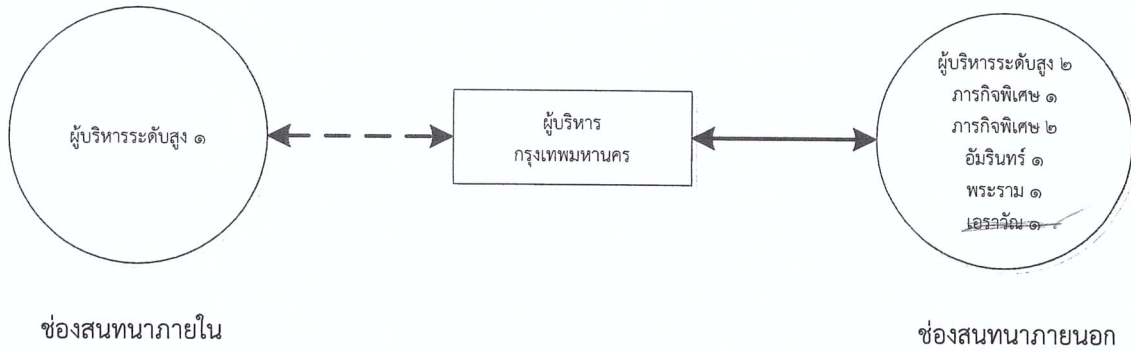 ผู้บริหารระดับสูง ๑
ผู้บริหาร
กรุงเทพมหานคร
ผู้บริหารระดับสูง ๒
ภารกิจพิเศษ ๑
ภารกิจพิเศษ ๒
อัมรินทร์ ๑
พระราม ๑
เอราวัณ ๑
ช่องสนทนาภายใน
ช่องสนทนาภายนอก